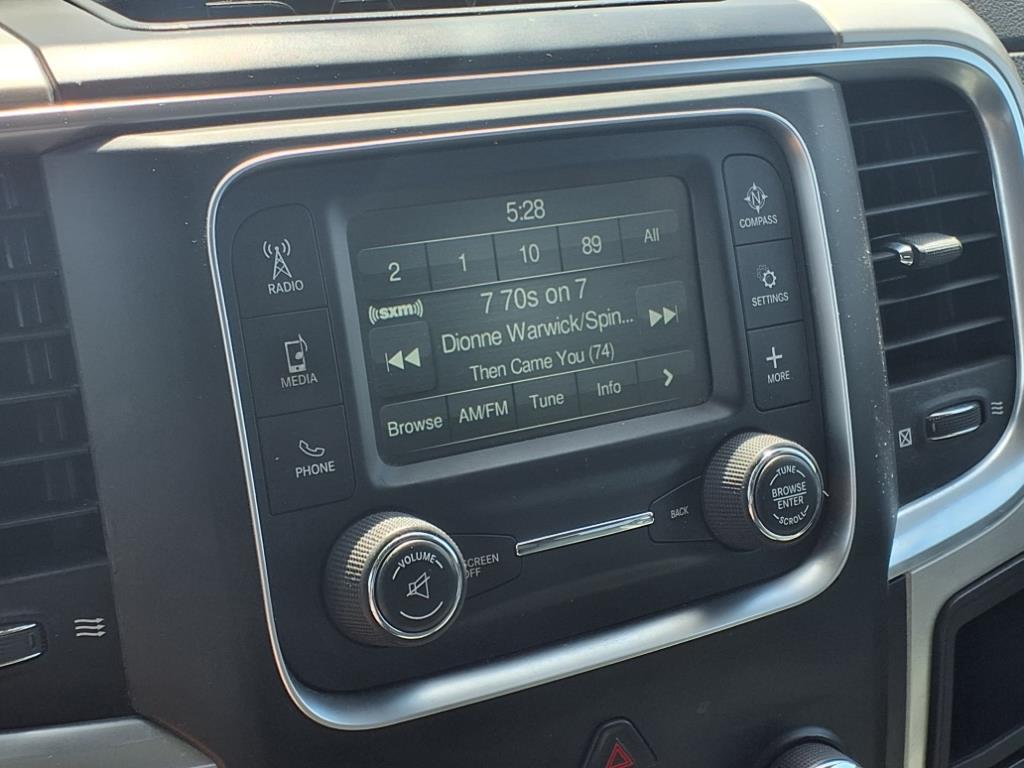 5:28
2 1 10 89 All
((sxm)) 7 70s on 7
Dionne Warwick/Spin...
Then Came You (74)
Browse AM/FM Tune Info
RADIO
MEDIA
PHONE
N
COMPASS
SETTINGS
MORE
VOLUME
SCREEN
OFF
BACK
TUNE
BROWSE
ENTER
SCROLL